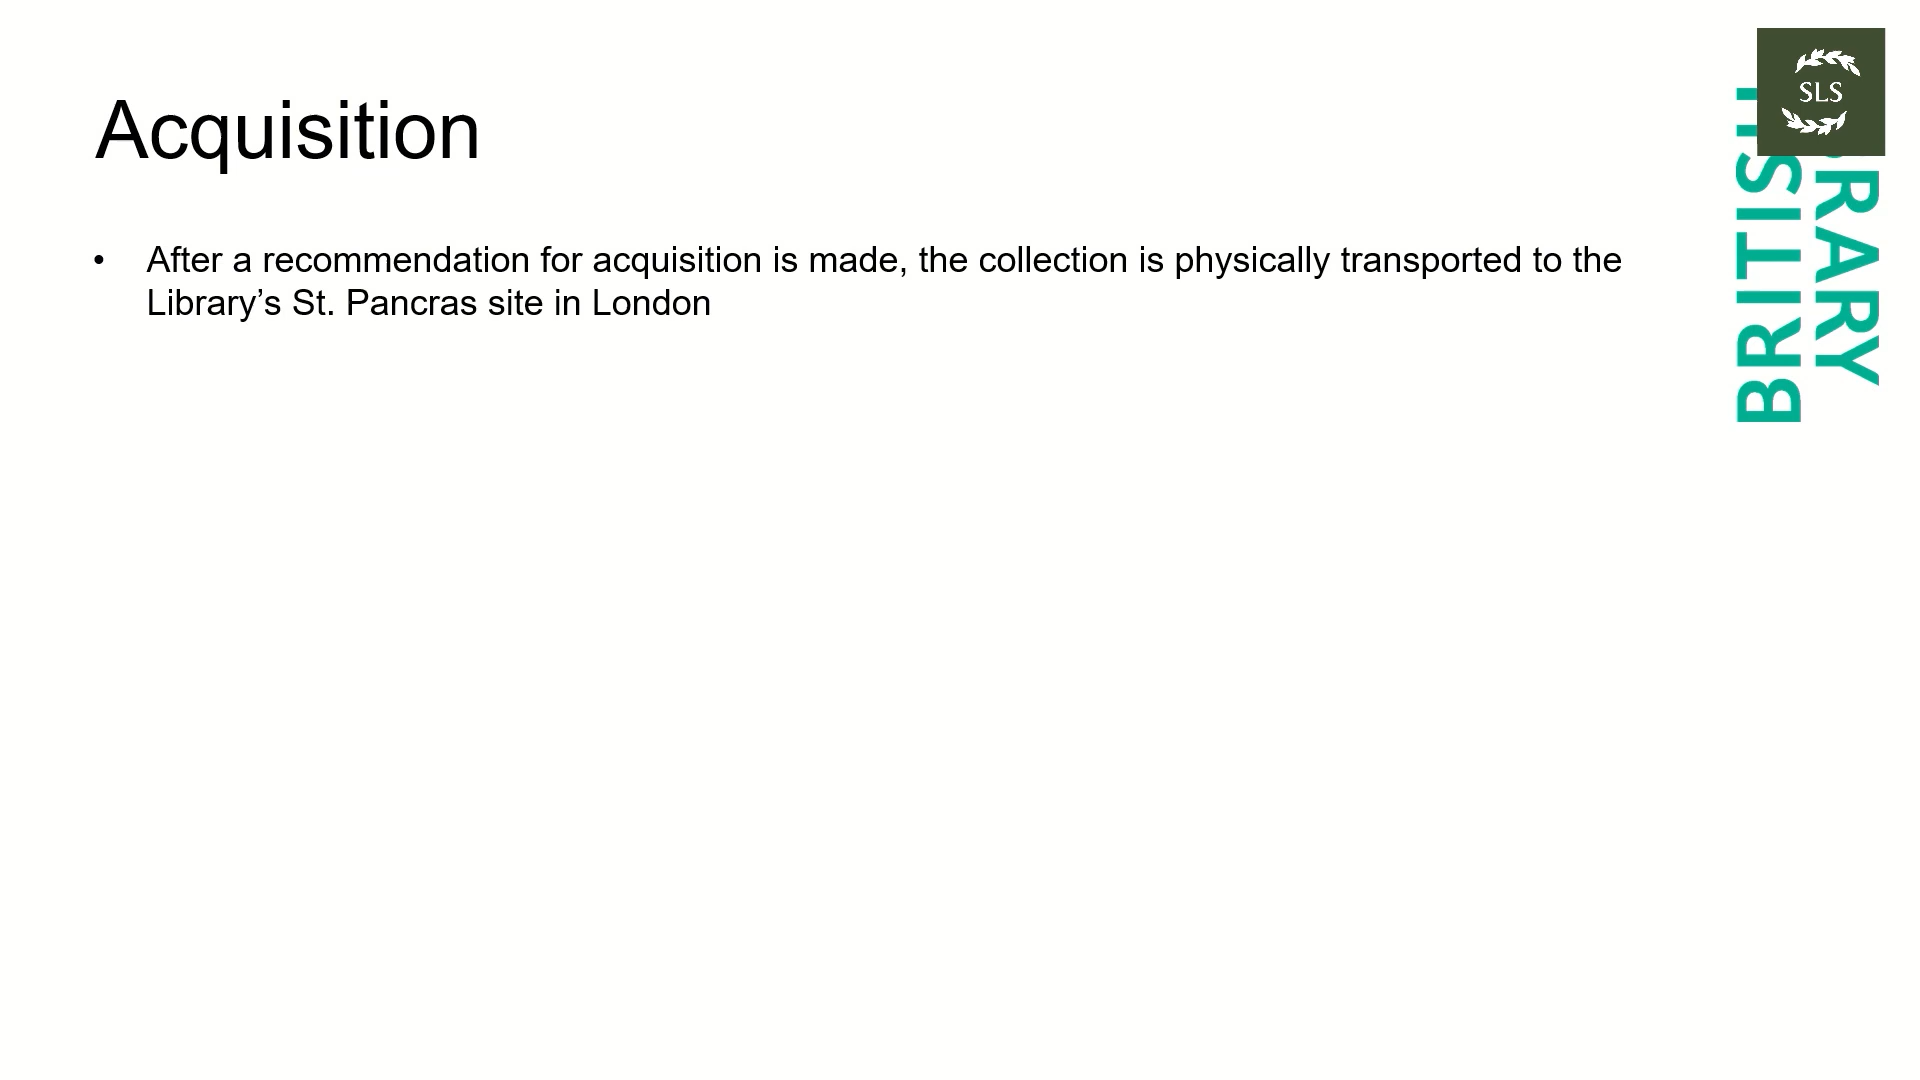 Acquisition
• After a recommendation for acquisition is made, the collection is physically transported to the
Library’s St. Pancras site in London
SLS
BRITISH